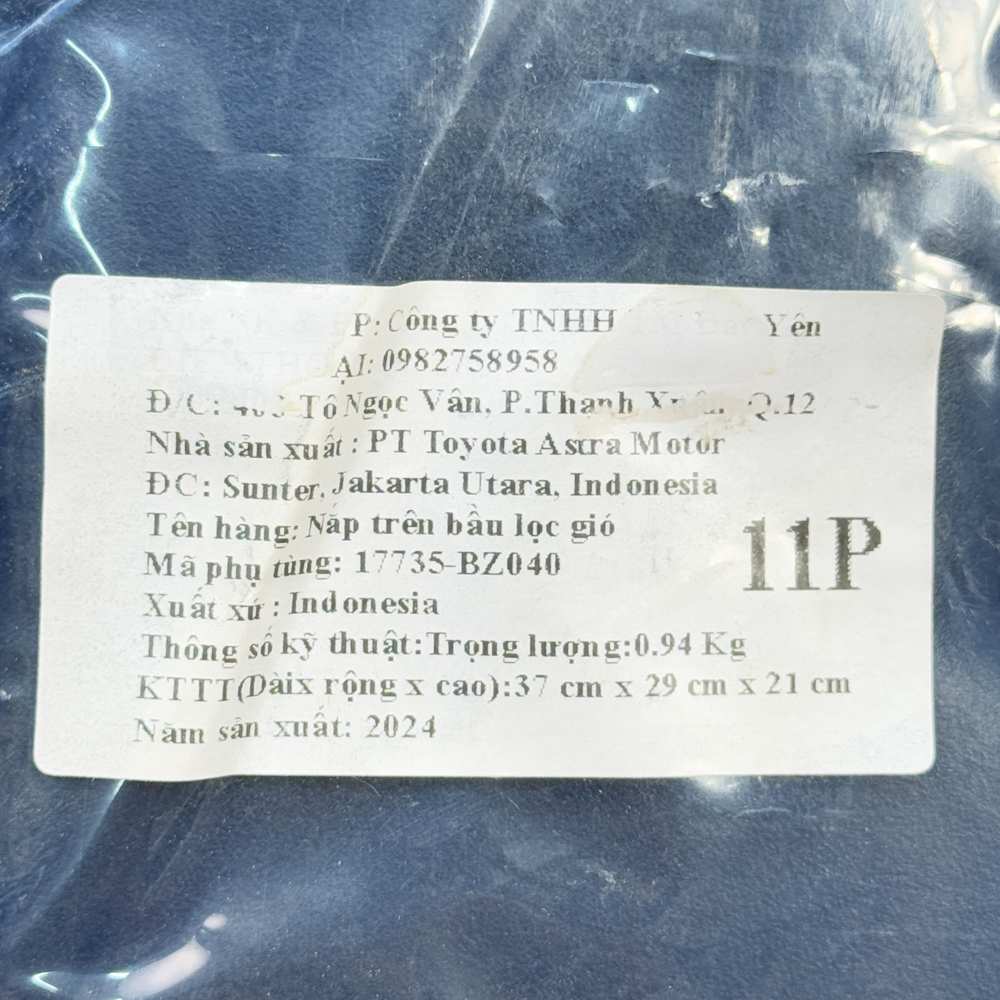 P: Công ty TNHH Yên
ẠI: 0982758958
Đ/C: Tô Ngọc Vân, P.Thạnh Q.12
Nhà sản xuất : PT Toyota Astra Motor
ĐC: Sunter, Jakarta Utara, Indonesia
Tên hàng: Nắp trên bầu lọc gió
Mã phụ tùng: 17735-BZ040
11P
Xuất xứ : Indonesia
Thông số kỹ thuật:Trọng lượng:0.94 Kg
KTTT(Dàix rộng x cao):37 cm x 29 cm x 21 cm
Năm sản xuất: 2024